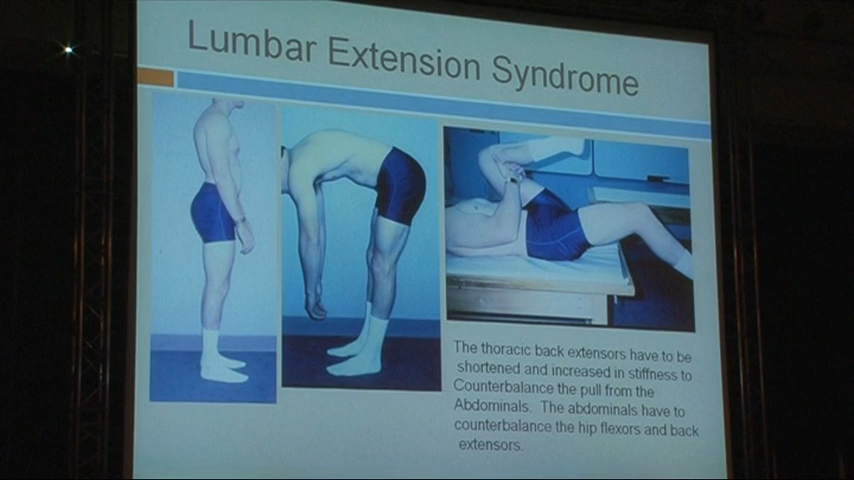 Lumbar Extension Syndrome
The thoracic back extensors have to be
shortened and increased in stiffness to
Counterbalance the pull from the
Abdominals. The abdominals have to
counterbalance the hip flexors and back
extensors.